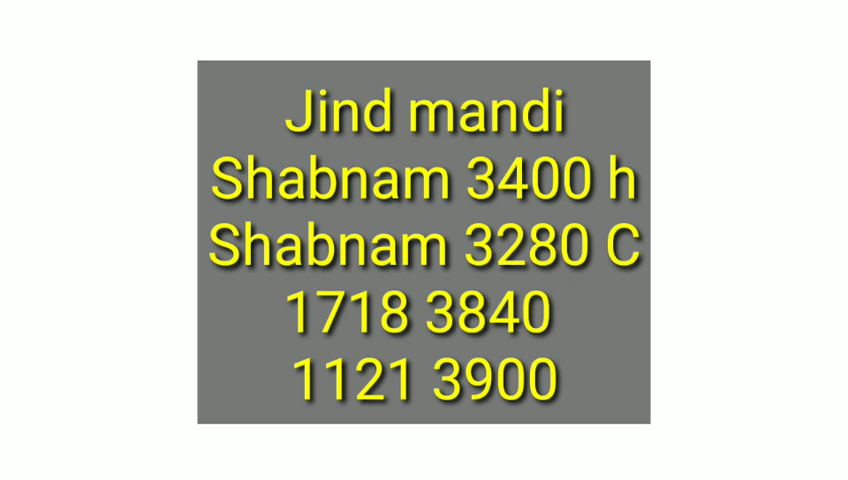 Jind mandi
Shabnam 3400 h
Shabnam 3280 C
1718 3840
1121 3900